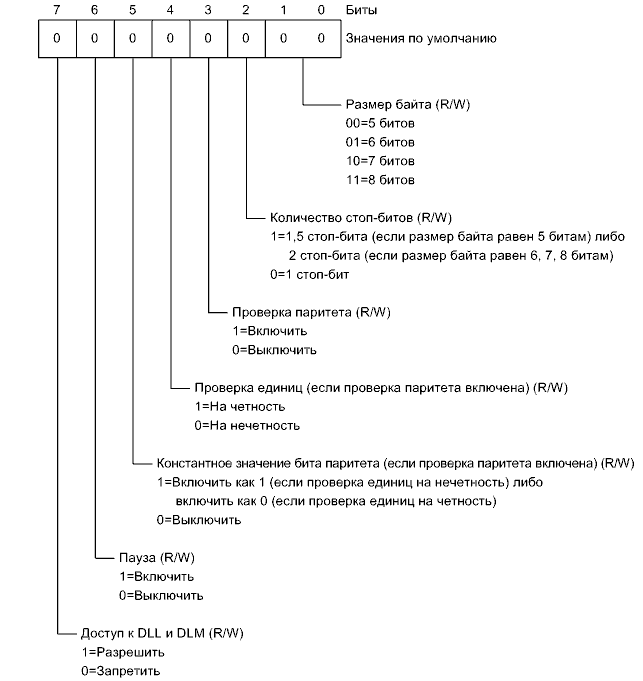 7 6 5 4 3 2 1 0 Биты
0 0 0 0 0 0 0 0 Значения по умолчанию
Размер байта (R/W)
00=5 битов
01=6 битов
10=7 битов
11=8 битов
Количество стоп-битов (R/W)
1=1,5 стоп-бита (если размер байта равен 5 битам) либо
2 стоп-бита (если размер байта равен 6, 7, 8 битам)
0=1 стоп-бит
Проверка паритета (R/W)
1=Включить
0=Выключить
Проверка единиц (если проверка паритета включена) (R/W)
1=На четность
0=На нечетность
Константное значение бита паритета (если проверка паритета включена) (R/W)
1=Включить как 1 (если проверка единиц на нечетность) либо
включить как 0 (если проверка единиц на четность)
0=Выключить
Пауза (R/W)
1=Включить
0=Выключить
Доступ к DLL и DLM (R/W)
1=Разрешить
0=Запретить